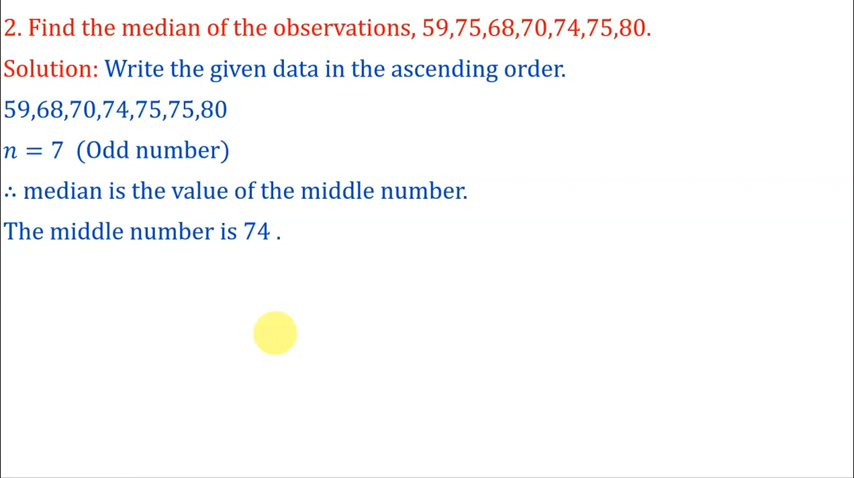 2. Find the median of the observations, 59,75,68,70,74,75,80.
Solution: Write the given data in the ascending order.
59,68,70,74,75,75,80
n = 7 (Odd number)
∴ median is the value of the middle number.
The middle number is 74 .